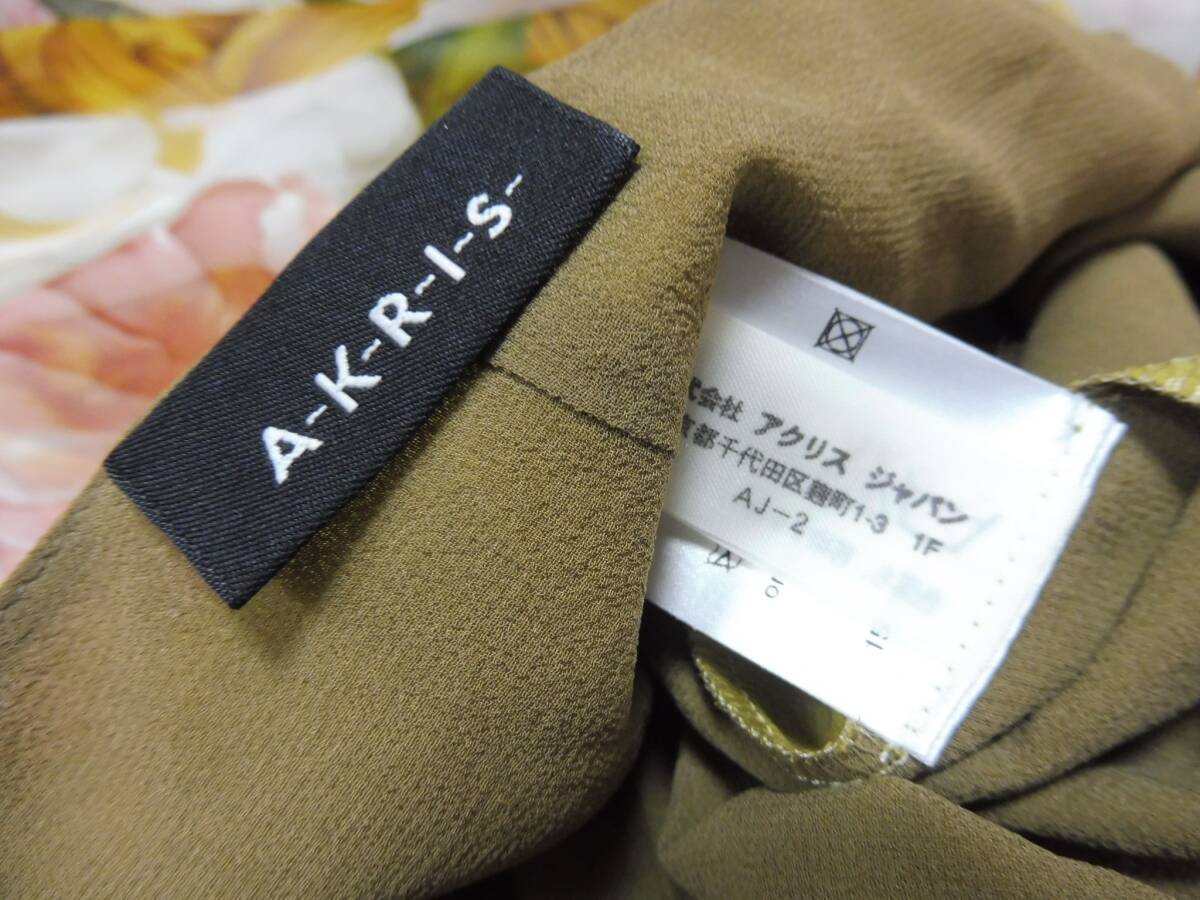 A~K~R~I~S~
式会社 アクリス ジャパン
京都千代田区麹町1-3 1F
AJ-2